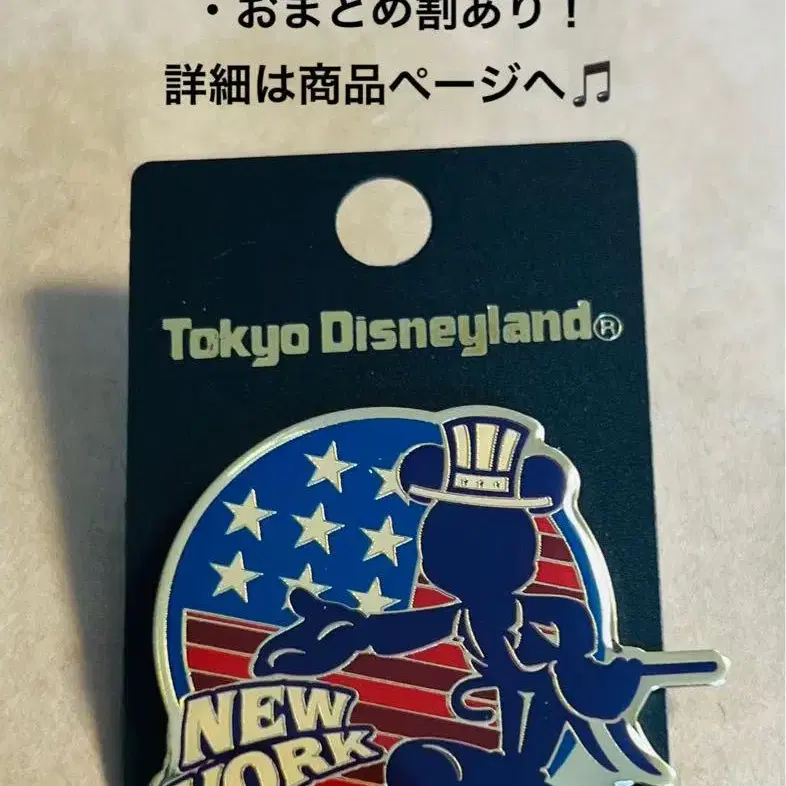 ・おまとめ割あり！
詳細は商品ページへ🎵
Tokyo Disneyland®
NEW
YORK